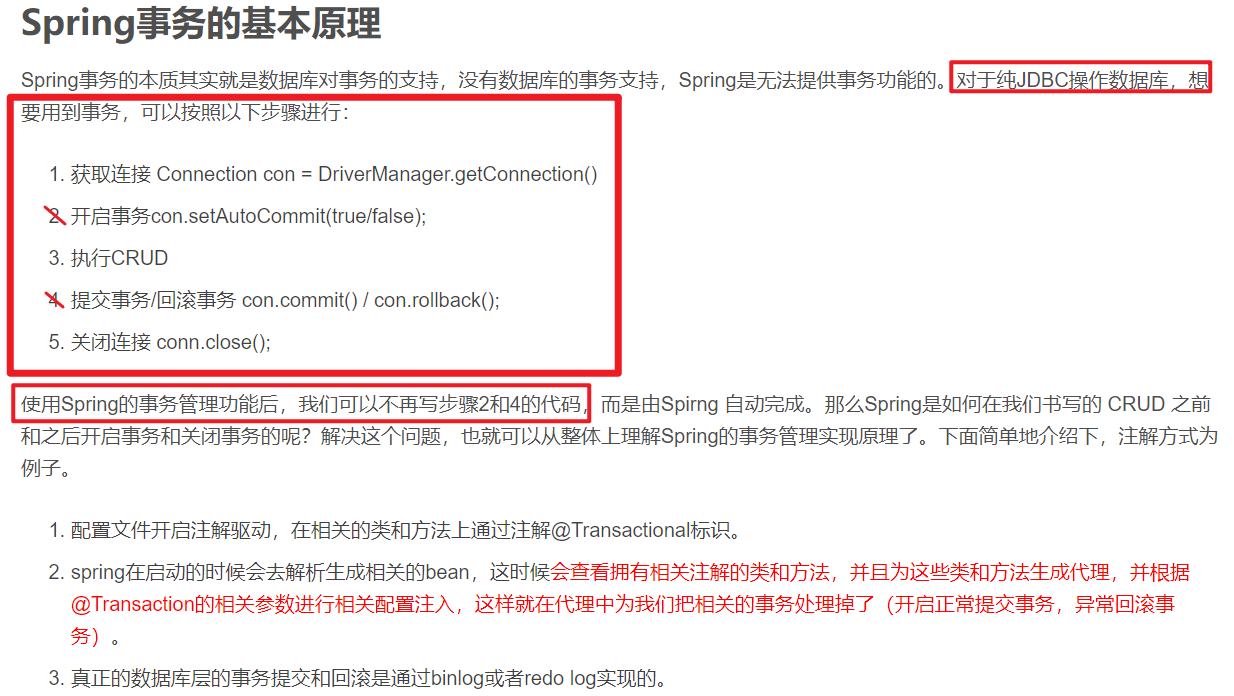 Spring事务的基本原理
Spring事务的本质其实就是数据库对事务的支持，没有数据库的事务支持，Spring是无法提供事务功能的。对于纯JDBC操作数据库，想
要用到事务，可以按照以下步骤进行：
1. 获取连接 Connection con = DriverManager.getConnection()
2. 开启事务con.setAutoCommit(true/false);
3. 执行CRUD
4. 提交事务/回滚事务 con.commit() / con.rollback();
5. 关闭连接 conn.close();
使用Spring的事务管理功能后，我们可以不再写步骤2和4的代码，而是由Spirng 自动完成。那么Spring是如何在我们书写的 CRUD 之前
和之后开启事务和关闭事务的呢？解决这个问题，也就可以从整体上理解Spring的事务管理实现原理了。下面简单地介绍下，注解方式为
例子。
1. 配置文件开启注解驱动，在相关的类和方法上通过注解@Transactional标识。
2. spring在启动的时候会去解析生成相关的bean，这时候会查看拥有相关注解的类和方法，并且为这些类和方法生成代理，并根据
@Transaction的相关参数进行相关配置注入，这样就在代理中为我们把相关的事务处理掉了（开启正常提交事务，异常回滚事
务）。
3. 真正的数据库层的事务提交和回滚是通过binlog或者redo log实现的。